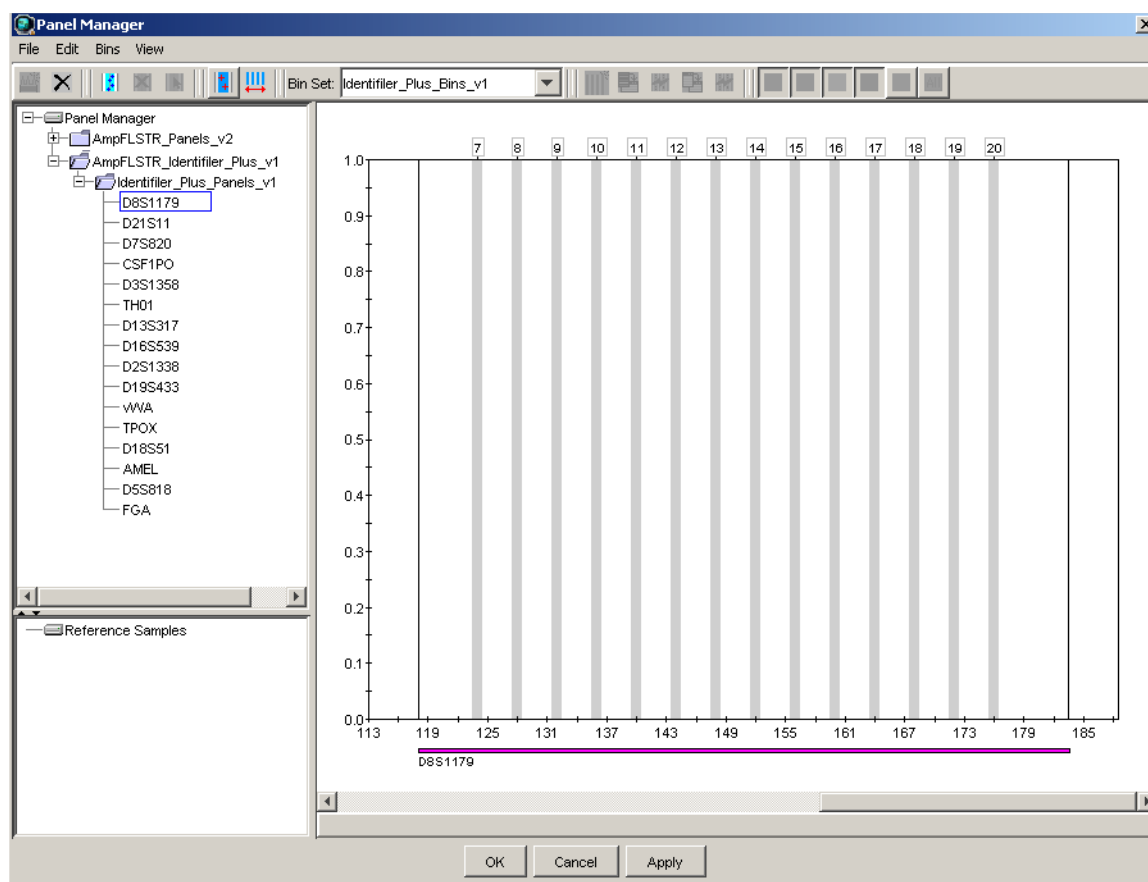 Panel Manager
File Edit Bins View
Bin Set: Identifiler_Plus_Bins_v1
Panel Manager
AmpFLSTR_Panels_v2
AmpFLSTR_Identifiler_Plus_v1
Identifiler_Plus_Panels_v1
D8S1179
D21S11
D7S820
CSF1PO
D3S1358
TH01
D13S317
D16S539
D2S1338
D19S433
vWA
TPOX
D18S51
AMEL
D5S818
FGA
Reference Samples
7 8 9 10 11 12 13 14 15 16 17 18 19 20
1.0
0.9
0.8
0.7
0.6
0.5
0.4
0.3
0.2
0.1
0.0
113 119 125 131 137 143 149 155 161 167 173 179 185
D8S1179
OK Cancel Apply